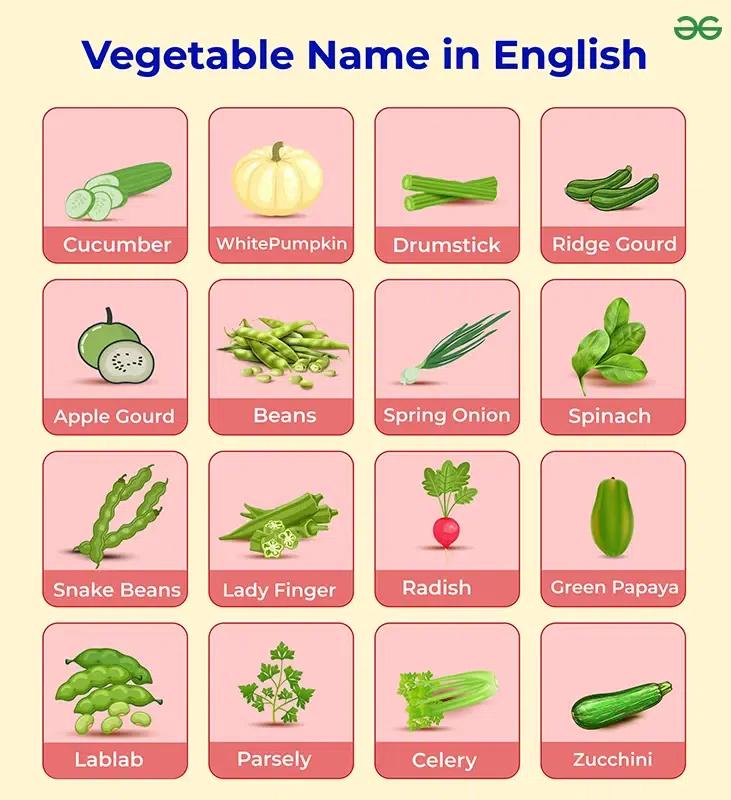 Vegetable Name in English
Cucumber
WhitePumpkin
Drumstick
Ridge Gourd
Apple Gourd
Beans
Spring Onion
Spinach
Snake Beans
Lady Finger
Radish
Green Papaya
Lablab
Parsely
Celery
Zucchini